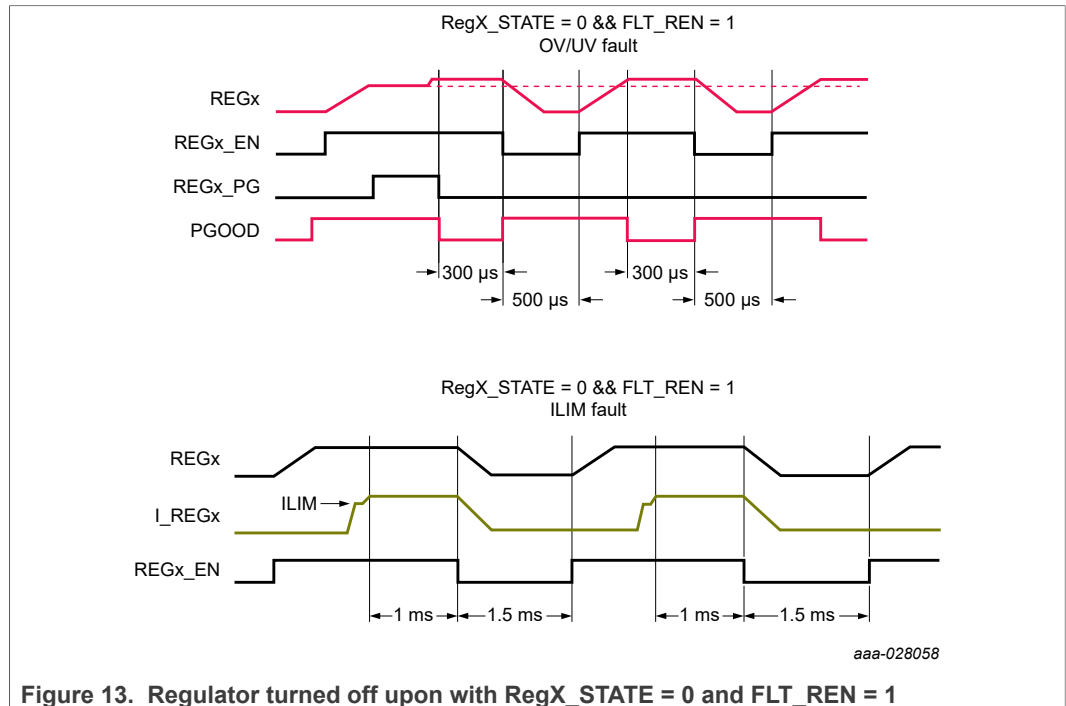 RegX_STATE = 0 && FLT_REN = 1
OV/UV fault
REGx
REGx_EN
REGx_PG
PGOOD
300 µs
300 µs
500 µs
500 µs
RegX_STATE = 0 && FLT_REN = 1
ILIM fault
REGx
ILIM
I_REGx
REGx_EN
1 ms
1.5 ms
1 ms
1.5 ms
aaa-028058
Figure 13. Regulator turned off upon with RegX_STATE = 0 and FLT_REN = 1